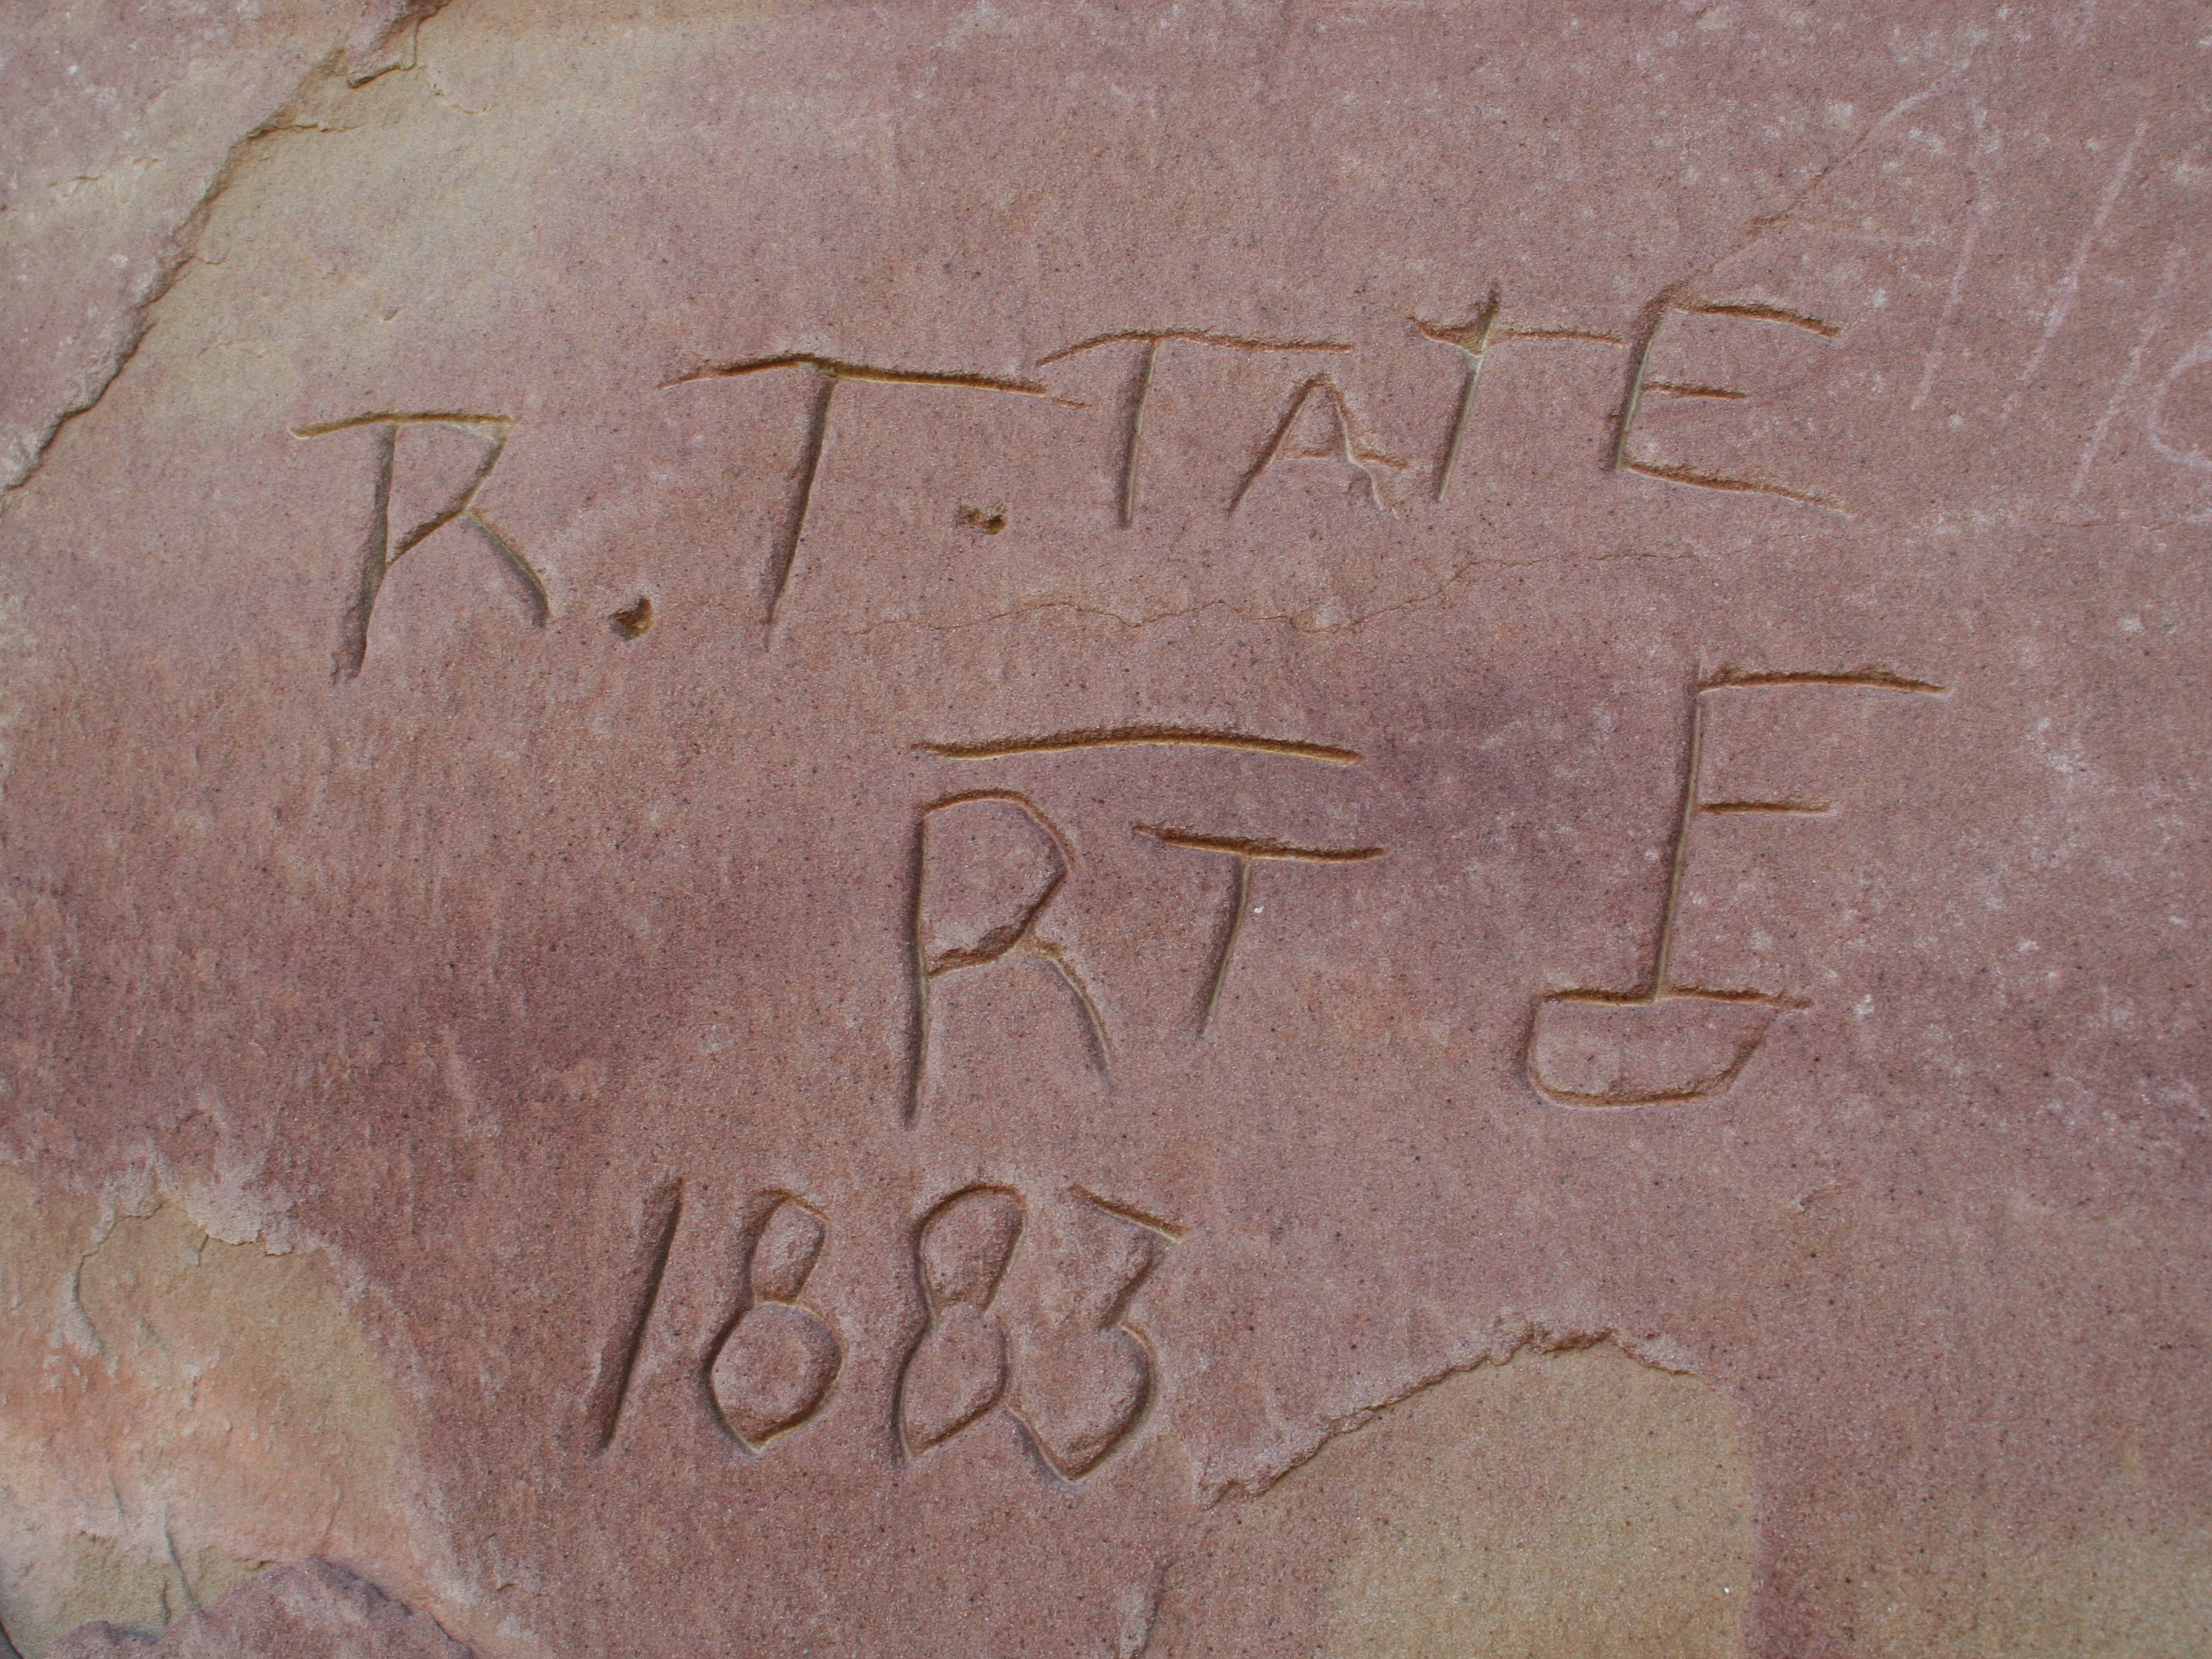 R. T. TATE
RT E
1883